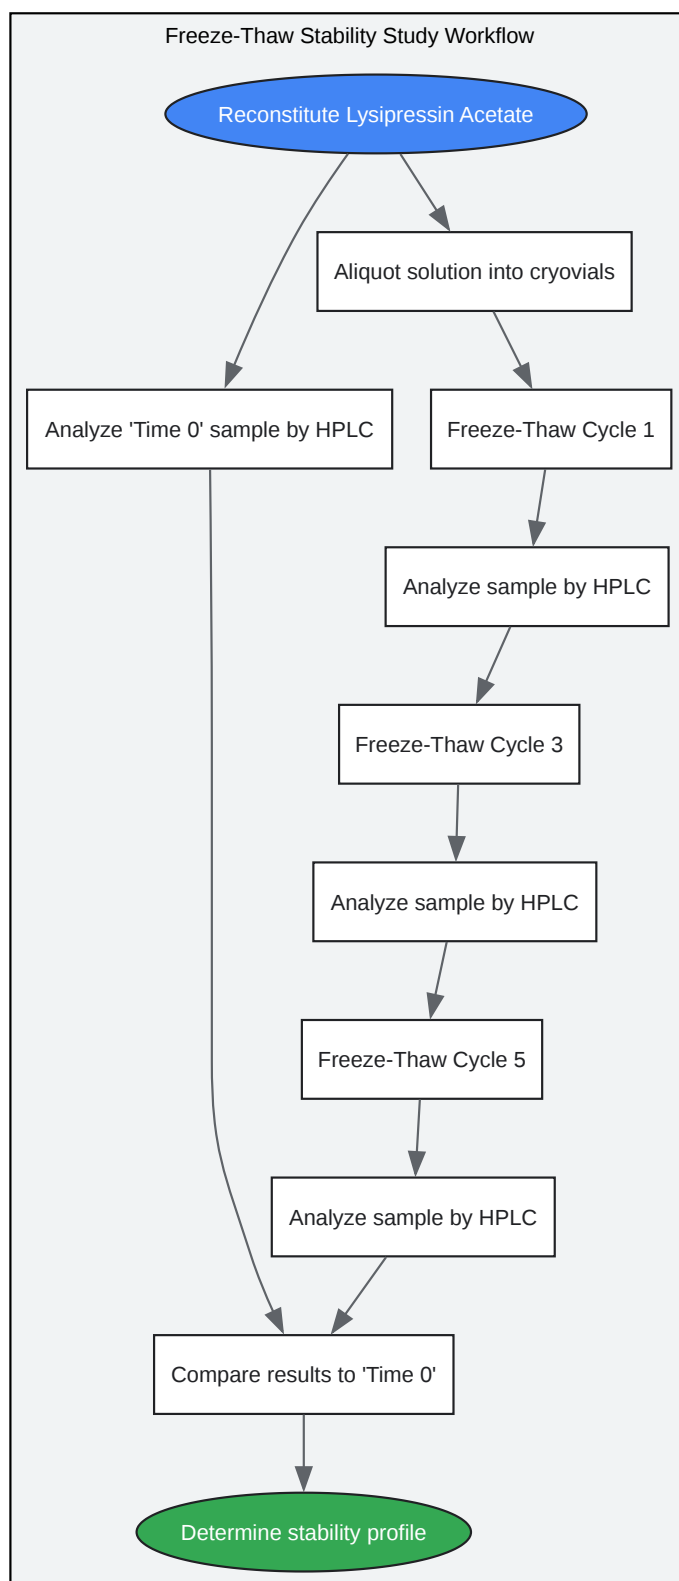 Freeze-Thaw Stability Study Workflow
Reconstitute Lysipressin Acetate
Aliquot solution into cryovials
Analyze 'Time 0' sample by HPLC
Freeze-Thaw Cycle 1
Analyze sample by HPLC
Freeze-Thaw Cycle 3
Analyze sample by HPLC
Freeze-Thaw Cycle 5
Analyze sample by HPLC
Compare results to 'Time 0'
Determine stability profile